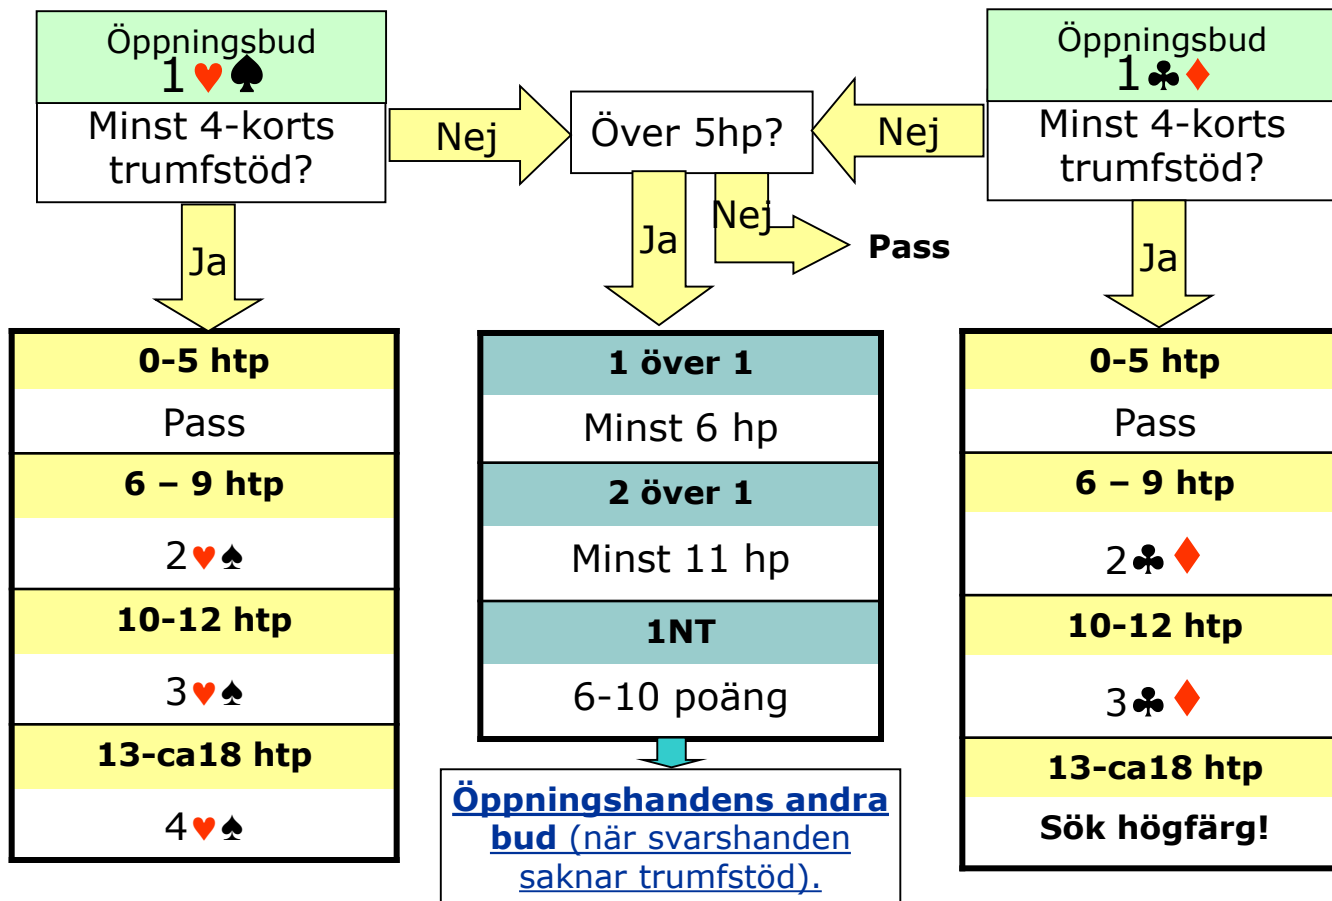 Öppningsbud
1♥♠
Minst 4-korts
trumfstöd?
Nej
Ja
0-5 htp
Pass
6 – 9 htp
2♥♠
10-12 htp
3♥♠
13-ca18 htp
4♥♠
Över 5hp?
Ja
Nej
Pass
1 över 1
Minst 6 hp
2 över 1
Minst 11 hp
1NT
6-10 poäng
Öppningshandens andra
bud (när svarshanden
saknar trumfstöd).
Öppningsbud
1♣♦
Minst 4-korts
trumfstöd?
Nej
Ja
0-5 htp
Pass
6 – 9 htp
2♣♦
10-12 htp
3♣♦
13-ca18 htp
Sök högfärg!